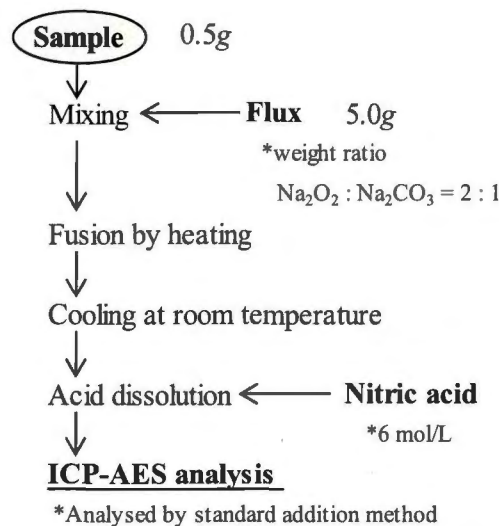 Sample 0.5g
Mixing Flux 5.0g
*weight ratio
Na₂O₂ : Na₂CO₃ = 2 : 1
Fusion by heating
Cooling at room temperature
Acid dissolution Nitric acid
*6 mol/L
ICP-AES analysis
*Analysed by standard addition method